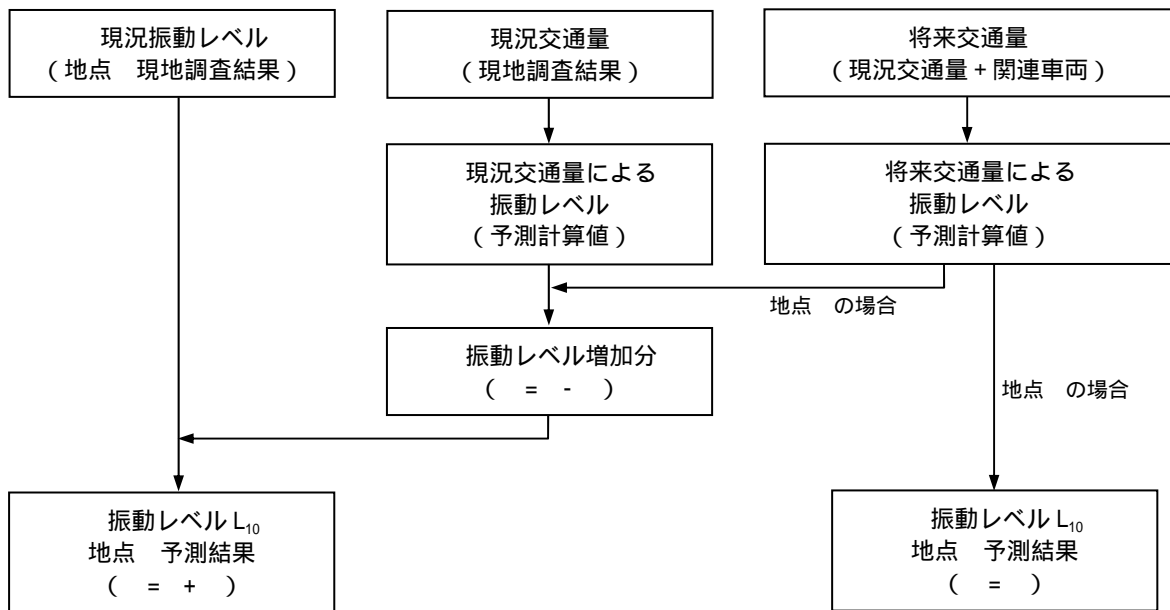 現況振動レベル
(地点　現地調査結果)
現況交通量
(現地調査結果)
将来交通量
(現況交通量+関連車両)
現況交通量による
振動レベル
(予測計算値)
将来交通量による
振動レベル
(予測計算値)
地点　の場合
振動レベル増加分
(　=　-　)
地点　の場合
振動レベル L₁₀
地点　予測結果
(　=　+　)
振動レベル L₁₀
地点　予測結果
(　=　)